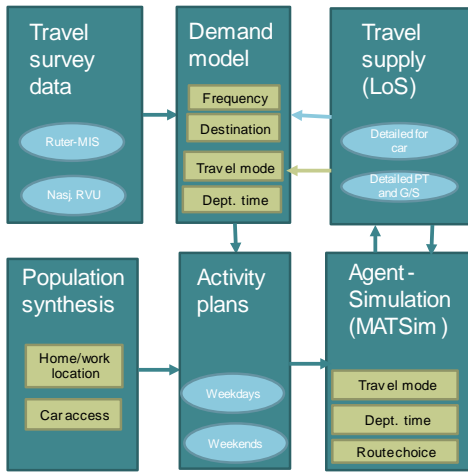 Travel
survey
data
Ruter-MIS
Nasj. RVU
Demand
model
Frequency
Destination
Travel mode
Dept. time
Travel
supply
(LoS)
Detailed for
car
Detailed PT
and G/S
Population
synthesis
Home/work
location
Car access
Activity
plans
Weekdays
Weekends
Agent-
Simulation
(MATSim )
Travel mode
Dept. time
Route choice